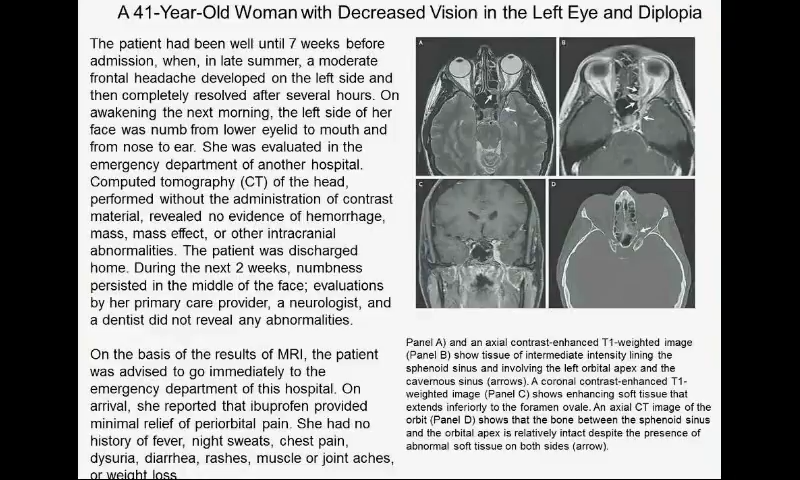 A 41-Year-Old Woman with Decreased Vision in the Left Eye and Diplopia
The patient had been well until 7 weeks before
admission, when, in late summer, a moderate
frontal headache developed on the left side and
then completely resolved after several hours. On
awakening the next morning, the left side of her
face was numb from lower eyelid to mouth and
from nose to ear. She was evaluated in the
emergency department of another hospital.
Computed tomography (CT) of the head,
performed without the administration of contrast
material, revealed no evidence of hemorrhage,
mass, mass effect, or other intracranial
abnormalities. The patient was discharged
home. During the next 2 weeks, numbness
persisted in the middle of the face; evaluations
by her primary care provider, a neurologist, and
a dentist did not reveal any abnormalities.
On the basis of the results of MRI, the patient
was advised to go immediately to the
emergency department of this hospital. On
arrival, she reported that ibuprofen provided
minimal relief of periorbital pain. She had no
history of fever, night sweats, chest pain,
dysuria, diarrhea, rashes, muscle or joint aches,
or weight loss
A
B
C
D
Panel A) and an axial contrast-enhanced T1-weighted image
(Panel B) show tissue of intermediate intensity lining the
sphenoid sinus and involving the left orbital apex and the
cavernous sinus (arrows). A coronal contrast-enhanced T1-
weighted image (Panel C) shows enhancing soft tissue that
extends inferiorly to the foramen ovale. An axial CT image of the
orbit (Panel D) shows that the bone between the sphenoid sinus
and the orbital apex is relatively intact despite the presence of
abnormal soft tissue on both sides (arrow).